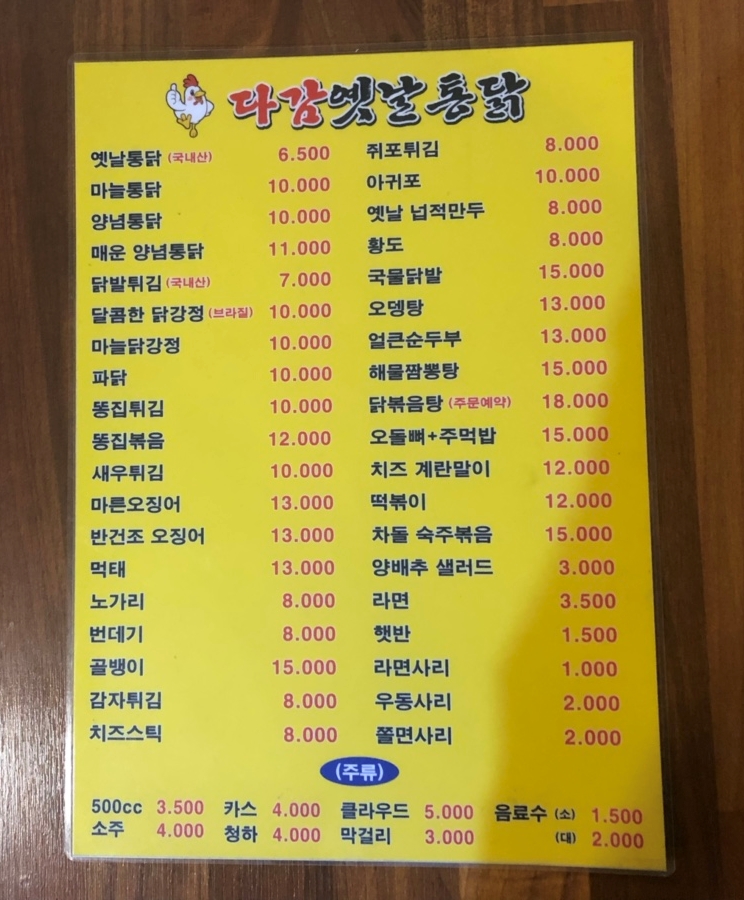 다감옛날통닭
옛날통닭 (국내산) 6.500
마늘통닭 10.000
양념통닭 10.000
매운 양념통닭 11.000
닭발튀김 (국내산) 7.000
달콤한 닭강정 (브라질) 10.000
마늘닭강정 10.000
파닭 10.000
똥집튀김 10.000
똥집볶음 12.000
새우튀김 10.000
마른오징어 13.000
반건조 오징어 13.000
먹태 13.000
노가리 8.000
번데기 8.000
골뱅이 15.000
감자튀김 8.000
치즈스틱 8.000
쥐포튀김 8.000
아귀포 10.000
옛날 넙적만두 8.000
황도 8.000
국물닭발 15.000
오뎅탕 13.000
얼큰순두부 13.000
해물짬뽕탕 15.000
닭볶음탕 (주문예약) 18.000
오돌뼈+주먹밥 15.000
치즈 계란말이 12.000
떡볶이 12.000
차돌 숙주볶음 15.000
양배추 샐러드 3.000
라면 3.500
햇반 1.500
라면사리 1.000
우동사리 2.000
쫄면사리 2.000
(주류)
500cc 3.500 카스 4.000 클라우드 5.000 음료수 (소) 1.500
소주 4.000 청하 4.000 막걸리 3.000 (대) 2.000